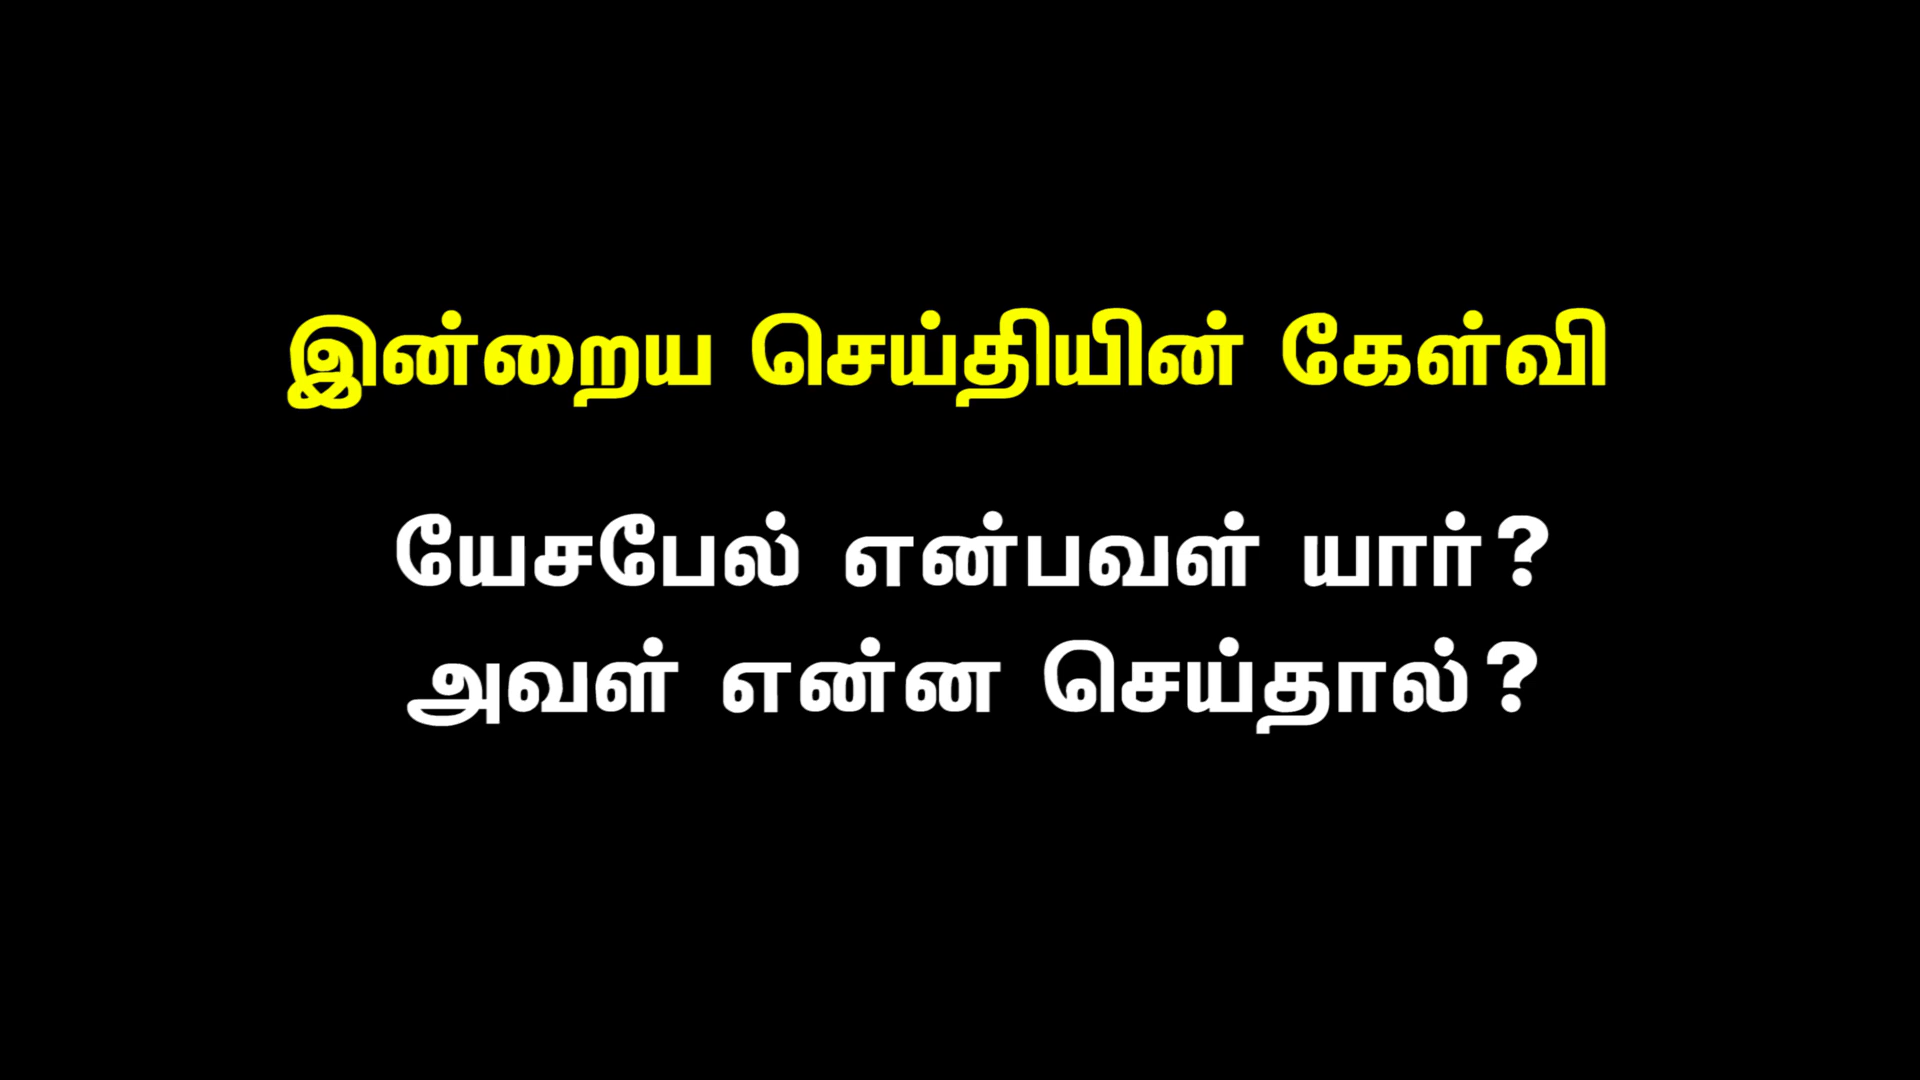 இன்றைய செய்தியின் கேள்வி
யேசபேல் என்பவள் யார்?
அவள் என்ன செய்தால்?